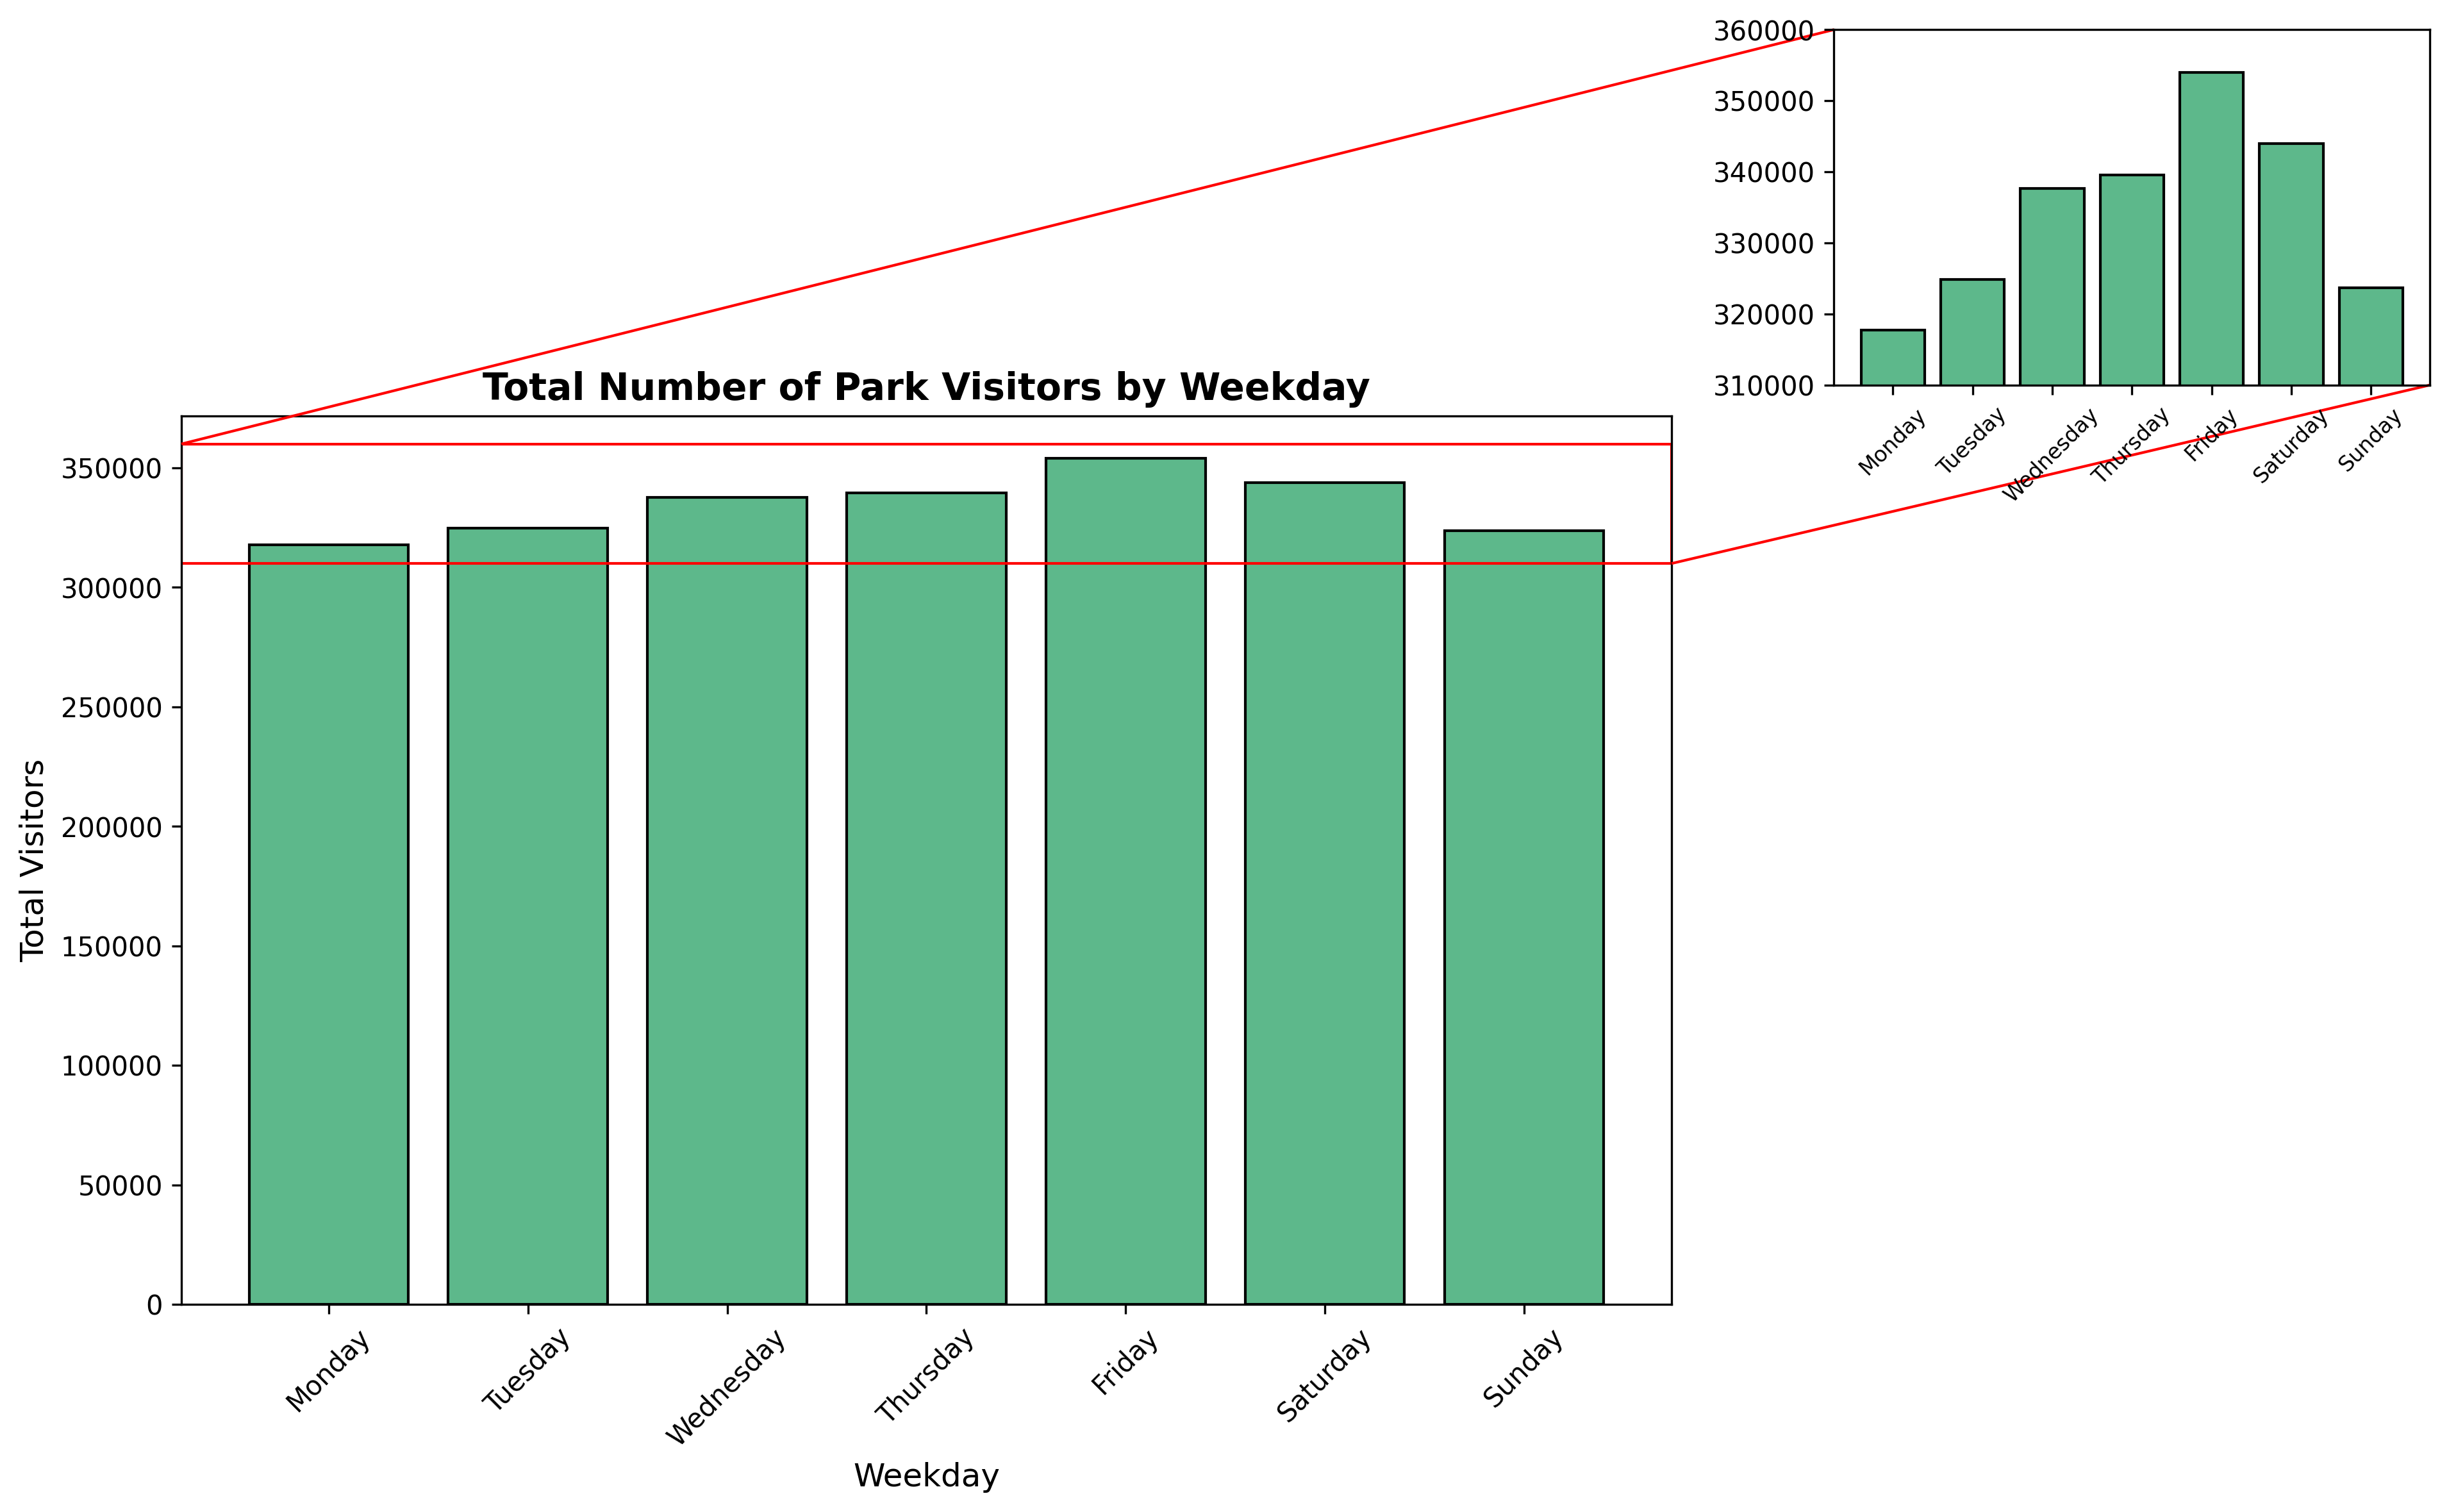 360000
350000
340000
330000
320000
310000
Monday
Tuesday
Wednesday
Thursday
Friday
Saturday
Sunday
Total Number of Park Visitors by Weekday
Total Visitors
350000
300000
250000
200000
150000
100000
50000
0
Monday
Tuesday
Wednesday
Thursday
Friday
Saturday
Sunday
Weekday